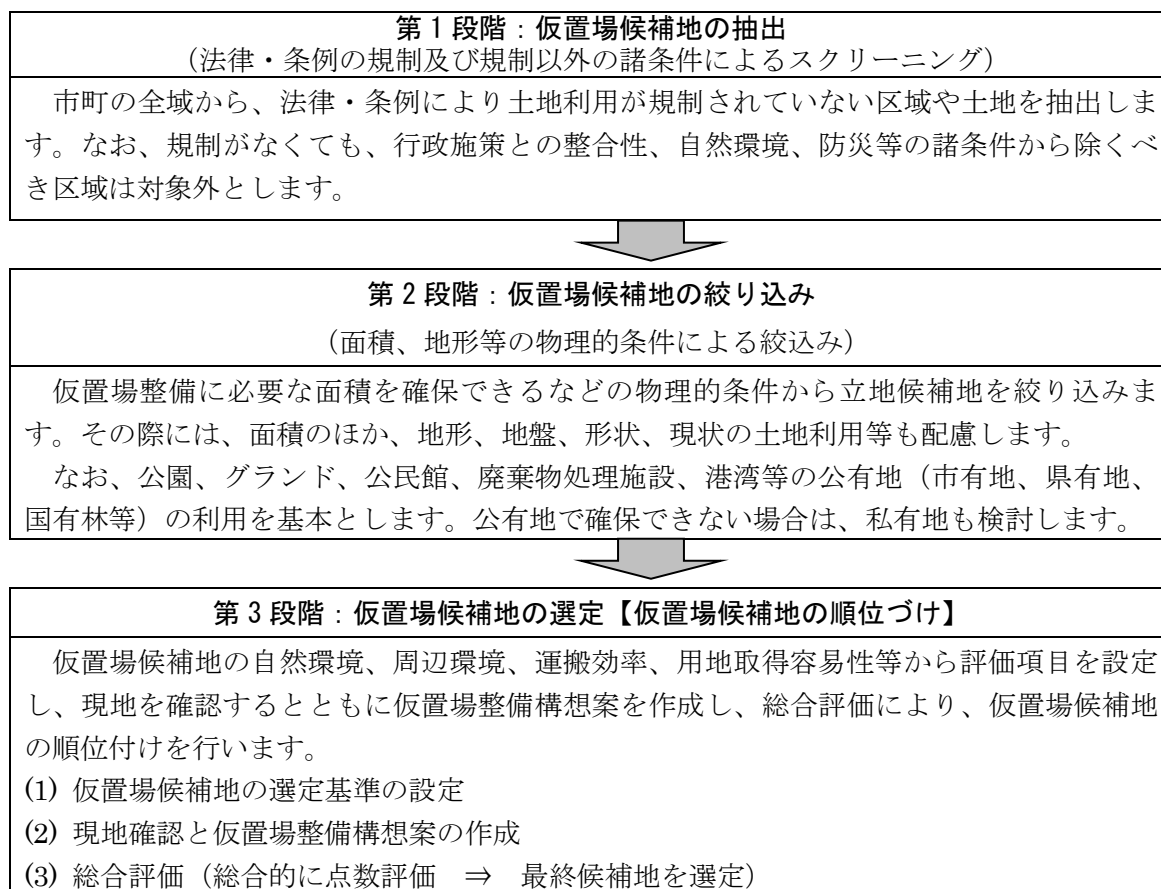 第1段階：仮置場候補地の抽出
（法律・条例の規制及び規制以外の諸条件によるスクリーニング）
市町の全域から、法律・条例により土地利用が規制されていない区域や土地を抽出しま
す。なお、規制がなくても、行政施策との整合性、自然環境、防災等の諸条件から除くべ
き区域は対象外とします。
第2段階：仮置場候補地の絞り込み
（面積、地形等の物理的条件による絞込み）
仮置場整備に必要な面積を確保できるなどの物理的条件から立地候補地を絞り込みま
す。その際には、面積のほか、地形、地盤、形状、現状の土地利用等も配慮します。
なお、公園、グランド、公民館、廃棄物処理施設、港湾等の公有地（市有地、県有地、
国有林等）の利用を基本とします。公有地で確保できない場合は、私有地も検討します。
第3段階：仮置場候補地の選定【仮置場候補地の順位づけ】
仮置場候補地の自然環境、周辺環境、運搬効率、用地取得容易性等から評価項目を設定
し、現地を確認するとともに仮置場整備構想案を作成し、総合評価により、仮置場候補地
の順位付けを行います。
(1) 仮置場候補地の選定基準の設定
(2) 現地確認と仮置場整備構想案の作成
(3) 総合評価（総合的に点数評価　⇒　最終候補地を選定）